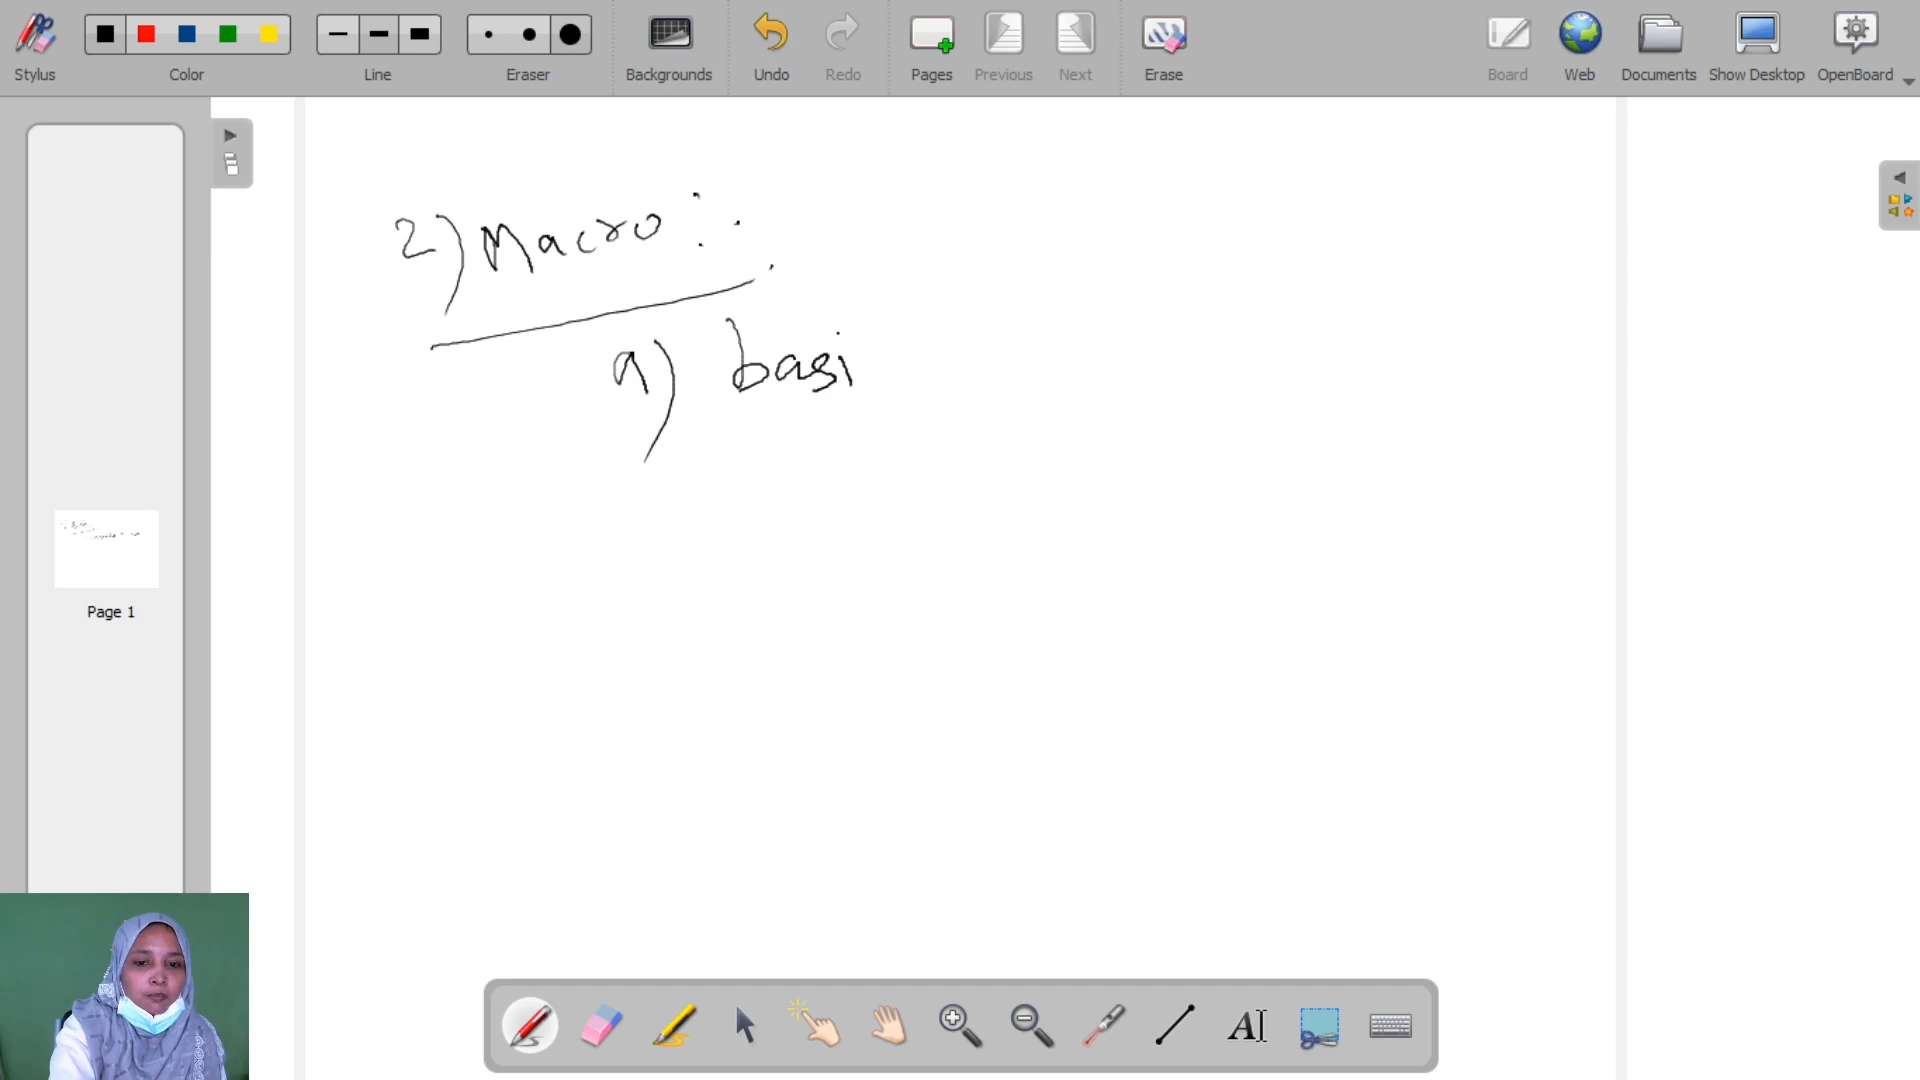 Stylus
Color
Line
Eraser
Backgrounds
Undo
Redo
Pages
Previous
Next
Erase
Board
Web
Documents
Show Desktop
OpenBoard
2) Macro :
a) basi
Page 1